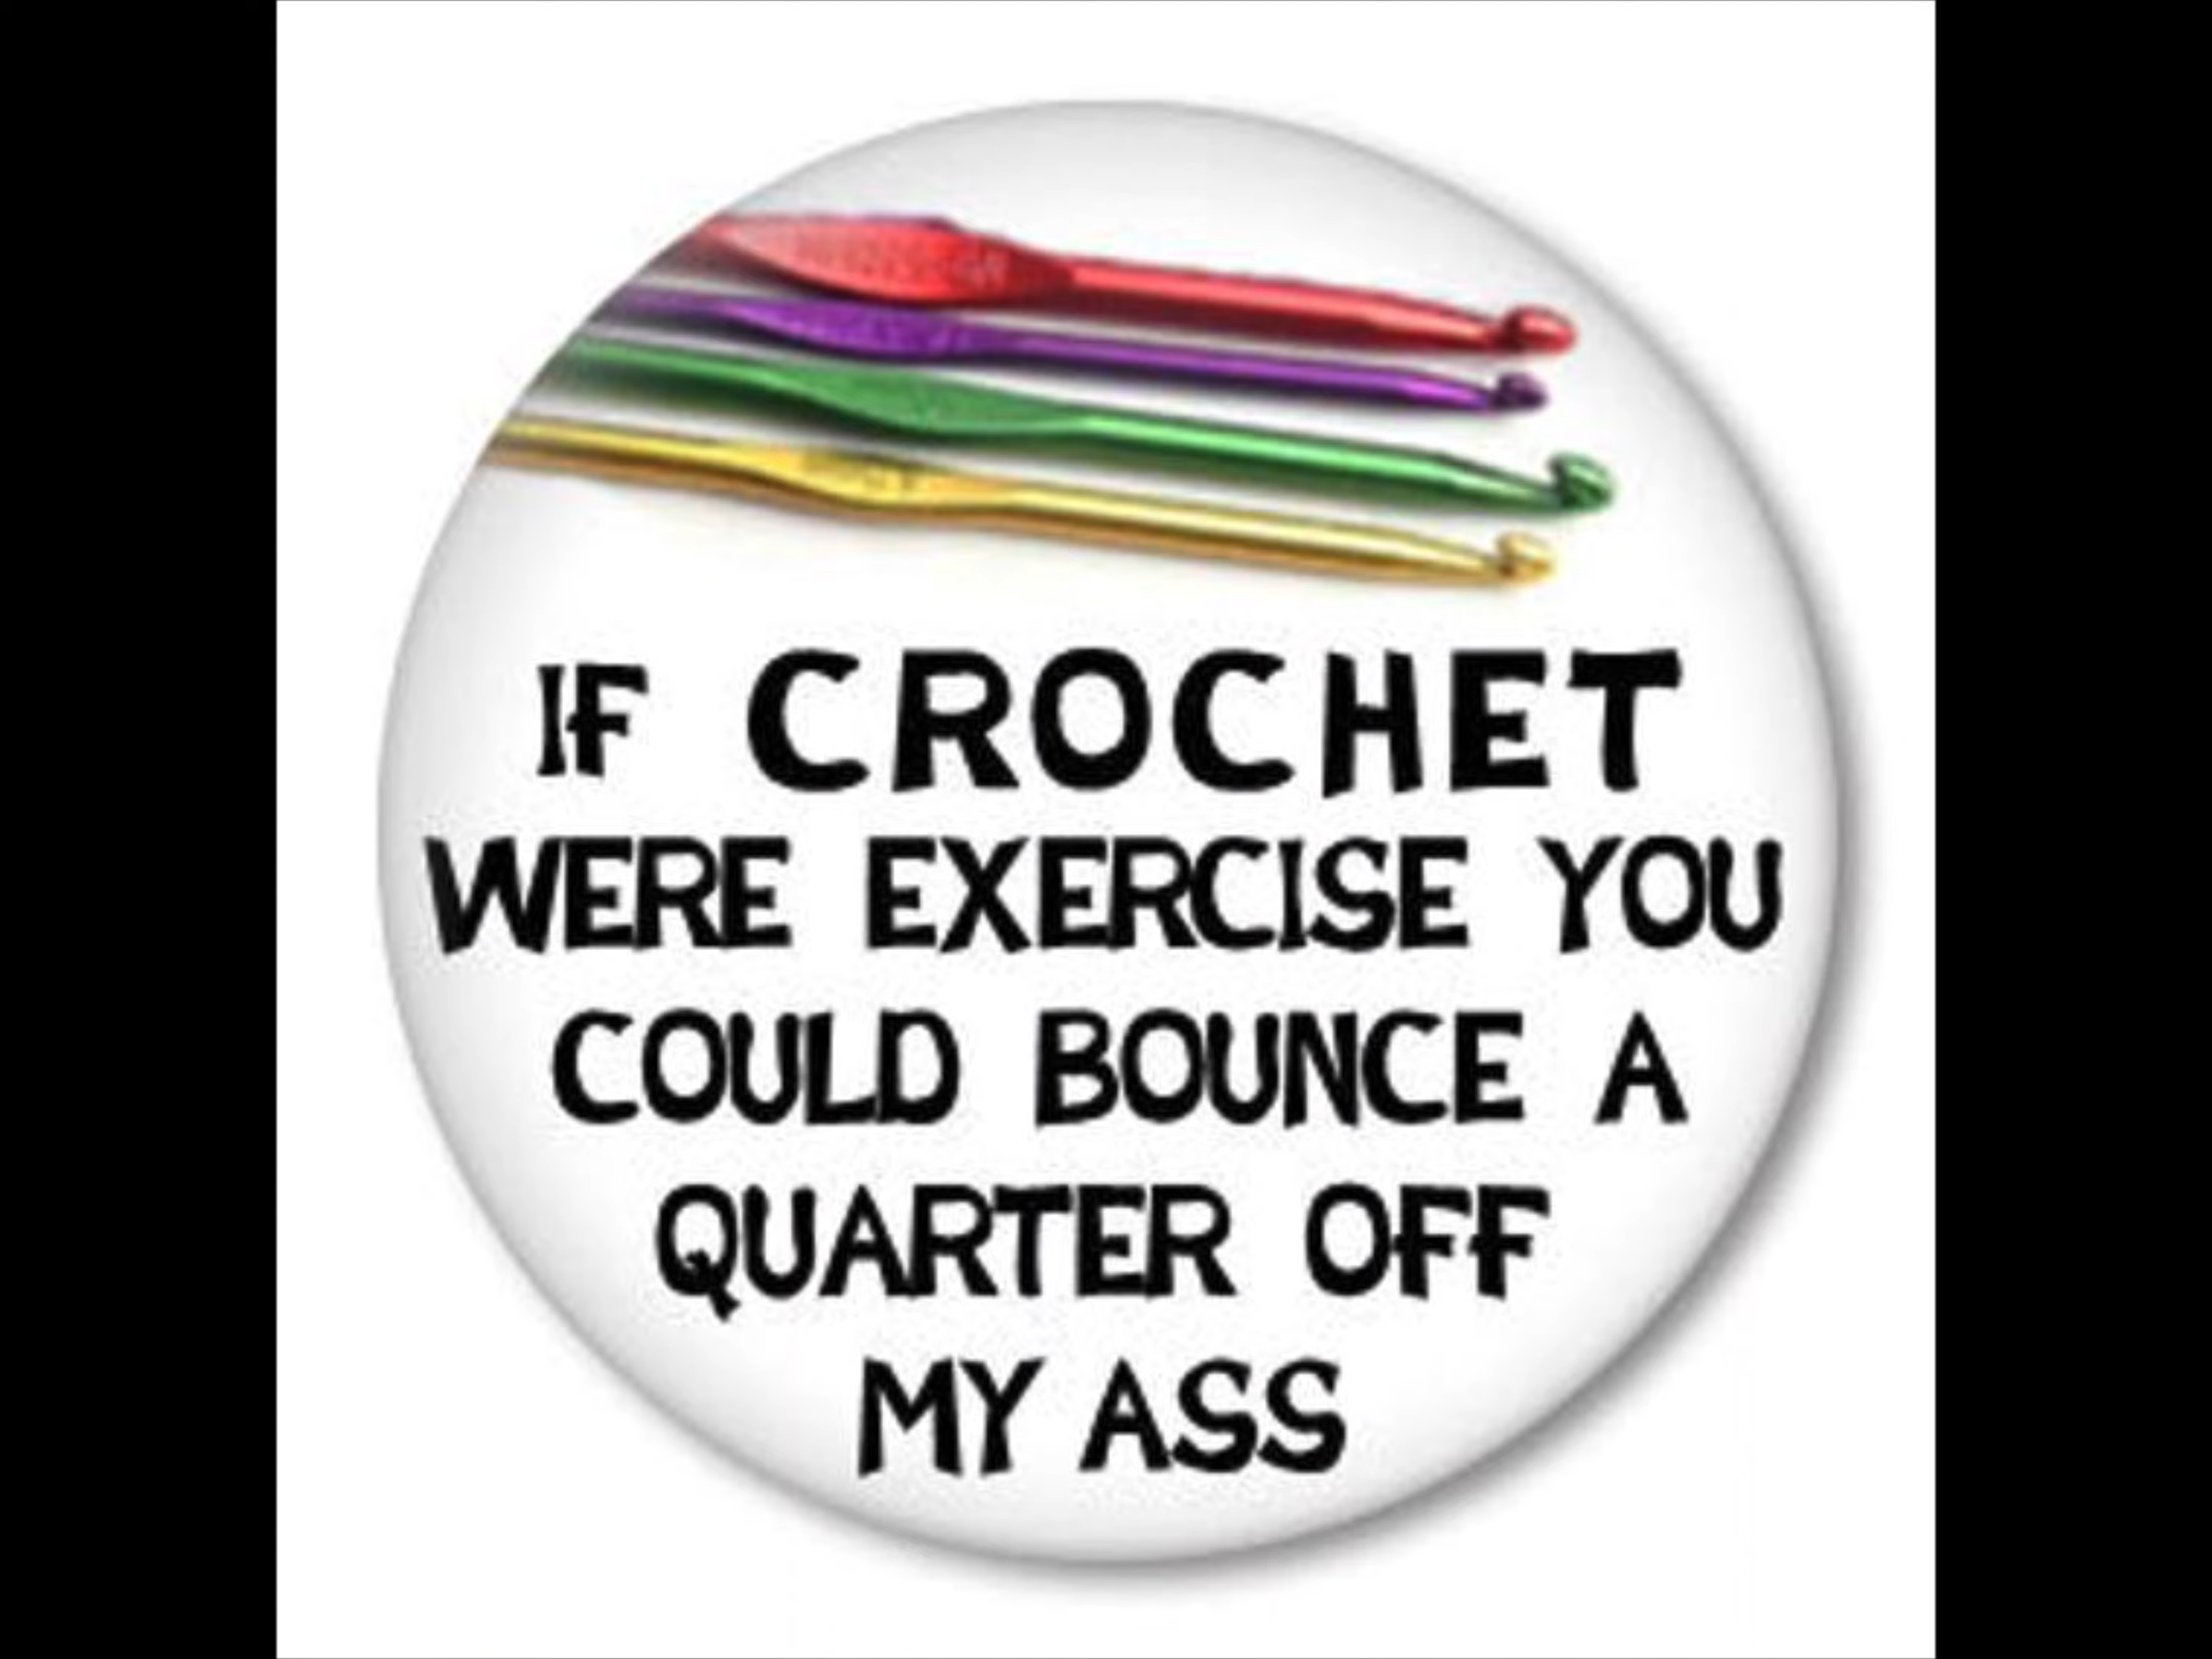 IF CROCHET
WERE EXERCISE YOU
COULD BOUNCE A
QUARTER OFF
MY ASS